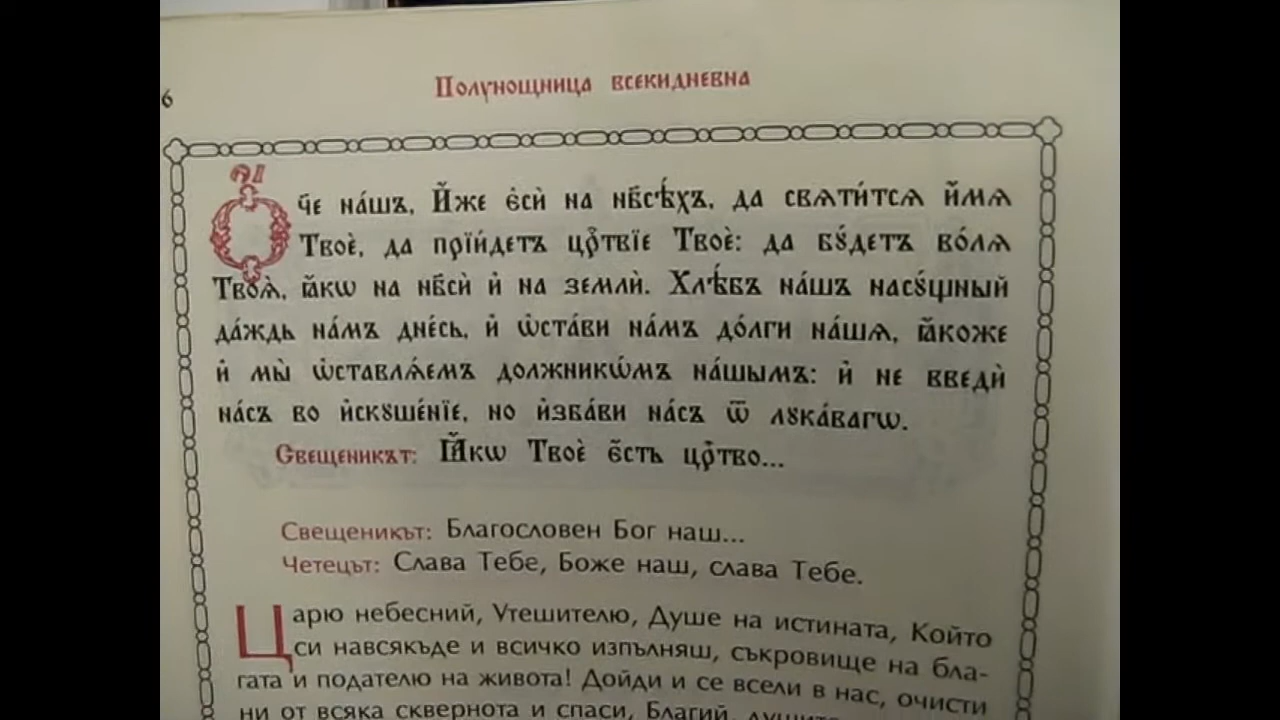 6
Полꙋнощница всекидневна
Ѻ҆́ч҃е на́шъ, И҆́же є҆сѝ на нб҃сѣ́хъ, да свѧти́тсѧ и҆́мѧ
Твоѐ, да прїи́детъ црⷭ҇твїе Твоѐ: да бꙋ́детъ во́лѧ
Твоѧ̀, ꙗ҆́кѡ на нб҃сѝ и҆ на землѝ. Хлѣ́бъ на́шъ насꙋ́щный
да́ждь на́мъ дне́сь, и҆ ѡ҆ста́ви на́мъ до́лги на́шѧ, ꙗ҆́коже
и҆ мы̀ ѡ҆ставлѧ́емъ должникѡ́мъ на́шымъ: и҆ не введѝ
на́съ во и҆скꙋше́нїе, но и҆зба́ви на́съ ѿ лꙋка́вагѡ.
Свещеникът: Ꙗ҆́кѡ Твоѐ є҆́сть црⷭ҇тво...
Свещеникът: Благословен Бог наш...
Четецът: Слава Тебе, Боже наш, слава Тебе.
Царю небесний, Утешителю, Душе на истината, Който
си навсякъде и всичко изпълняш, съкровище на бла-
гата и подателю на живота! Дойди и се всели в нас, очисти
ни от всяка сквернота и спаси, Благий,